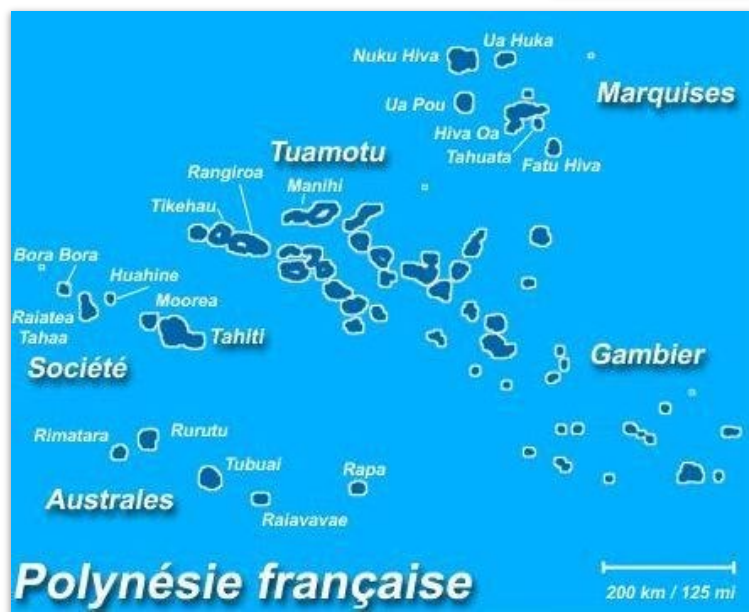 Nuku Hiva
Ua Huka
Marquises
Ua Pou
Hiva Oa
Tahuata
Fatu Hiva
Tuamotu
Rangiroa
Manihi
Tikehau
Bora Bora
Huahine
Moorea
Raiatea
Tahaa
Tahiti
Société
Gambier
Rimatara
Rurutu
Tubuai
Rapa
Australes
Raiavavae
Polynésie française
200 km / 125 mi